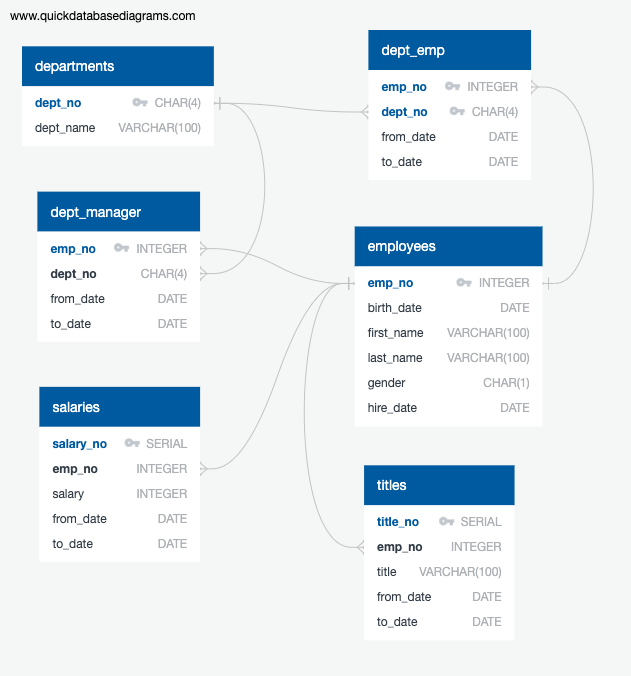 www.quickdatabasediagrams.com
departments
dept_no CHAR(4)
dept_name VARCHAR(100)
dept_emp
emp_no INTEGER
dept_no CHAR(4)
from_date DATE
to_date DATE
dept_manager
emp_no INTEGER
dept_no CHAR(4)
from_date DATE
to_date DATE
employees
emp_no INTEGER
birth_date DATE
first_name VARCHAR(100)
last_name VARCHAR(100)
gender CHAR(1)
hire_date DATE
salaries
salary_no SERIAL
emp_no INTEGER
salary INTEGER
from_date DATE
to_date DATE
titles
title_no SERIAL
emp_no INTEGER
title VARCHAR(100)
from_date DATE
to_date DATE